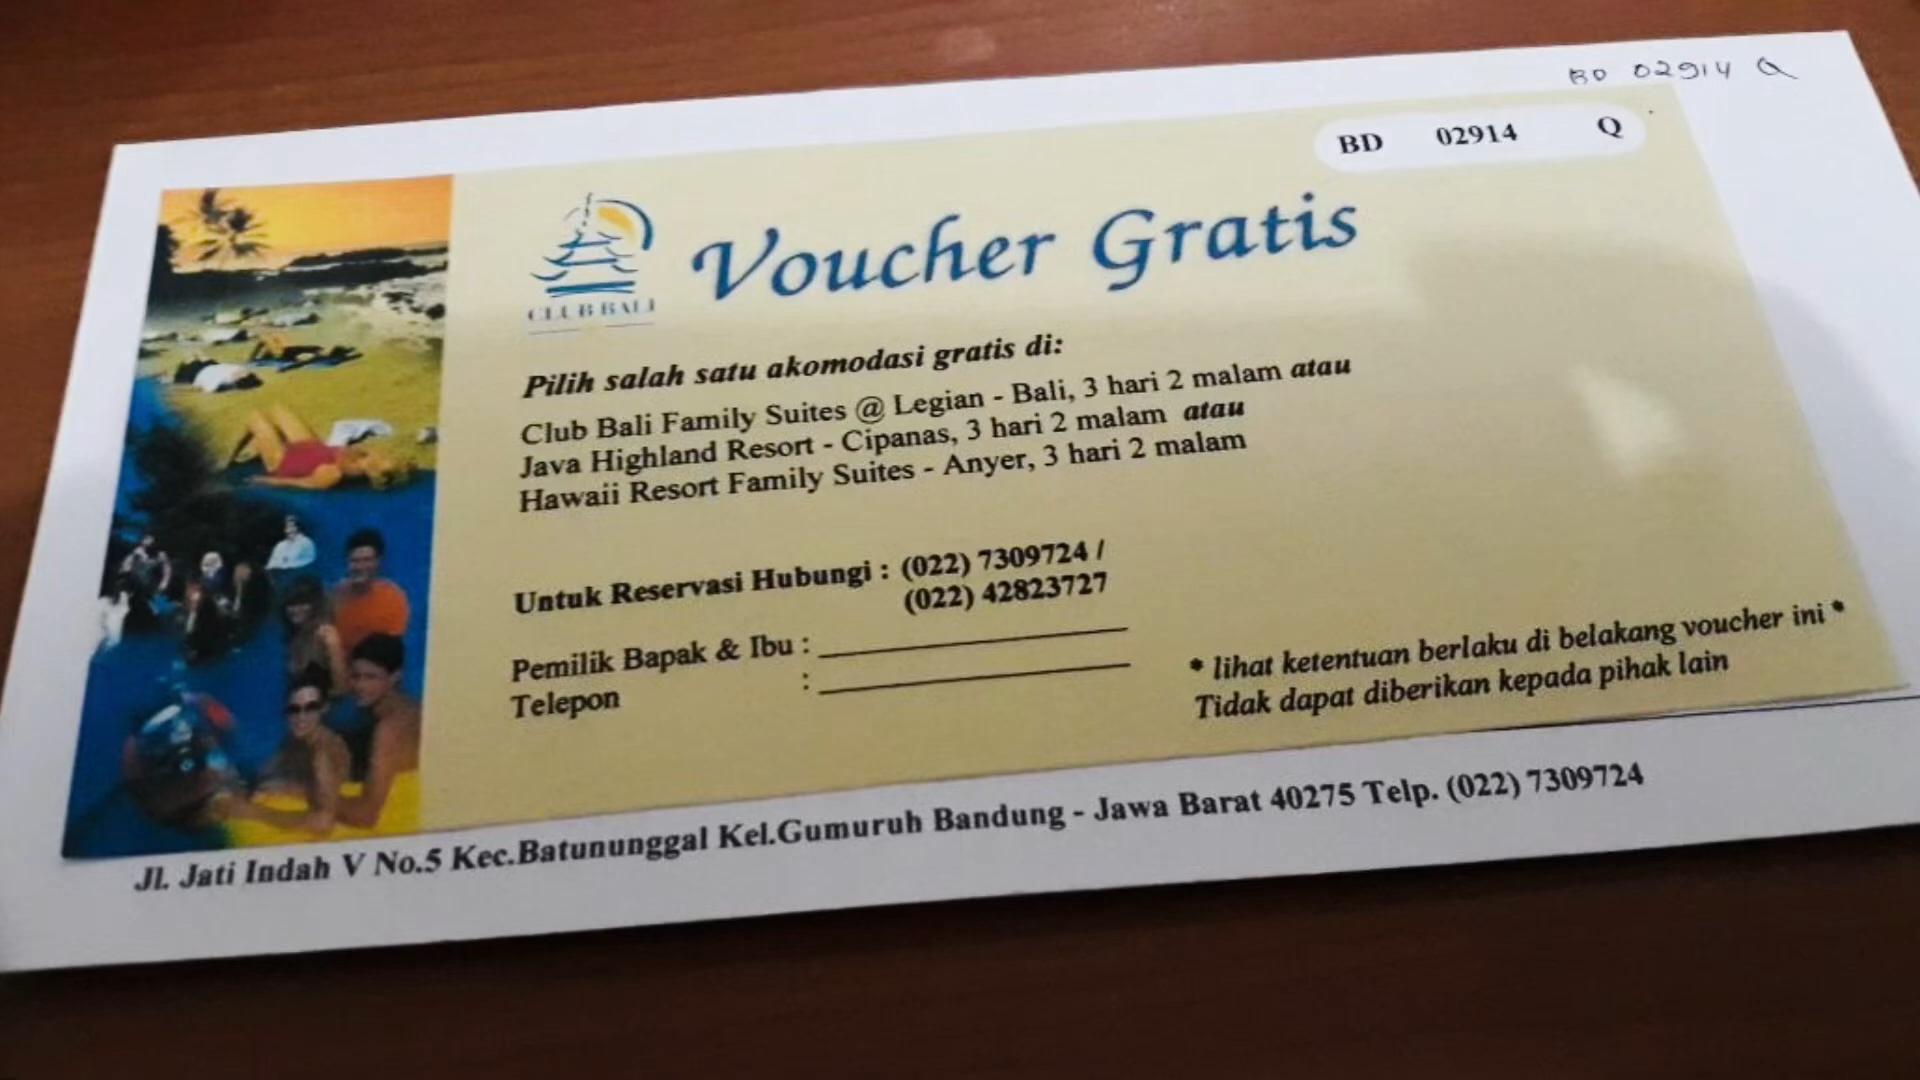 BD 02914 Q
BD 02914 Q
CLUB BALI
Voucher Gratis
Pilih salah satu akomodasi gratis di:
Club Bali Family Suites @ Legian - Bali, 3 hari 2 malam atau
Java Highland Resort - Cipanas, 3 hari 2 malam atau
Hawaii Resort Family Suites - Anyer, 3 hari 2 malam
Untuk Reservasi Hubungi : (022) 7309724 /
(022) 42823727
Pemilik Bapak & Ibu :
Telepon :
* lihat ketentuan berlaku di belakang voucher ini *
Tidak dapat diberikan kepada pihak lain
Jl. Jati Indah V No.5 Kec.Batununggal Kel.Gumuruh Bandung - Jawa Barat 40275 Telp. (022) 7309724